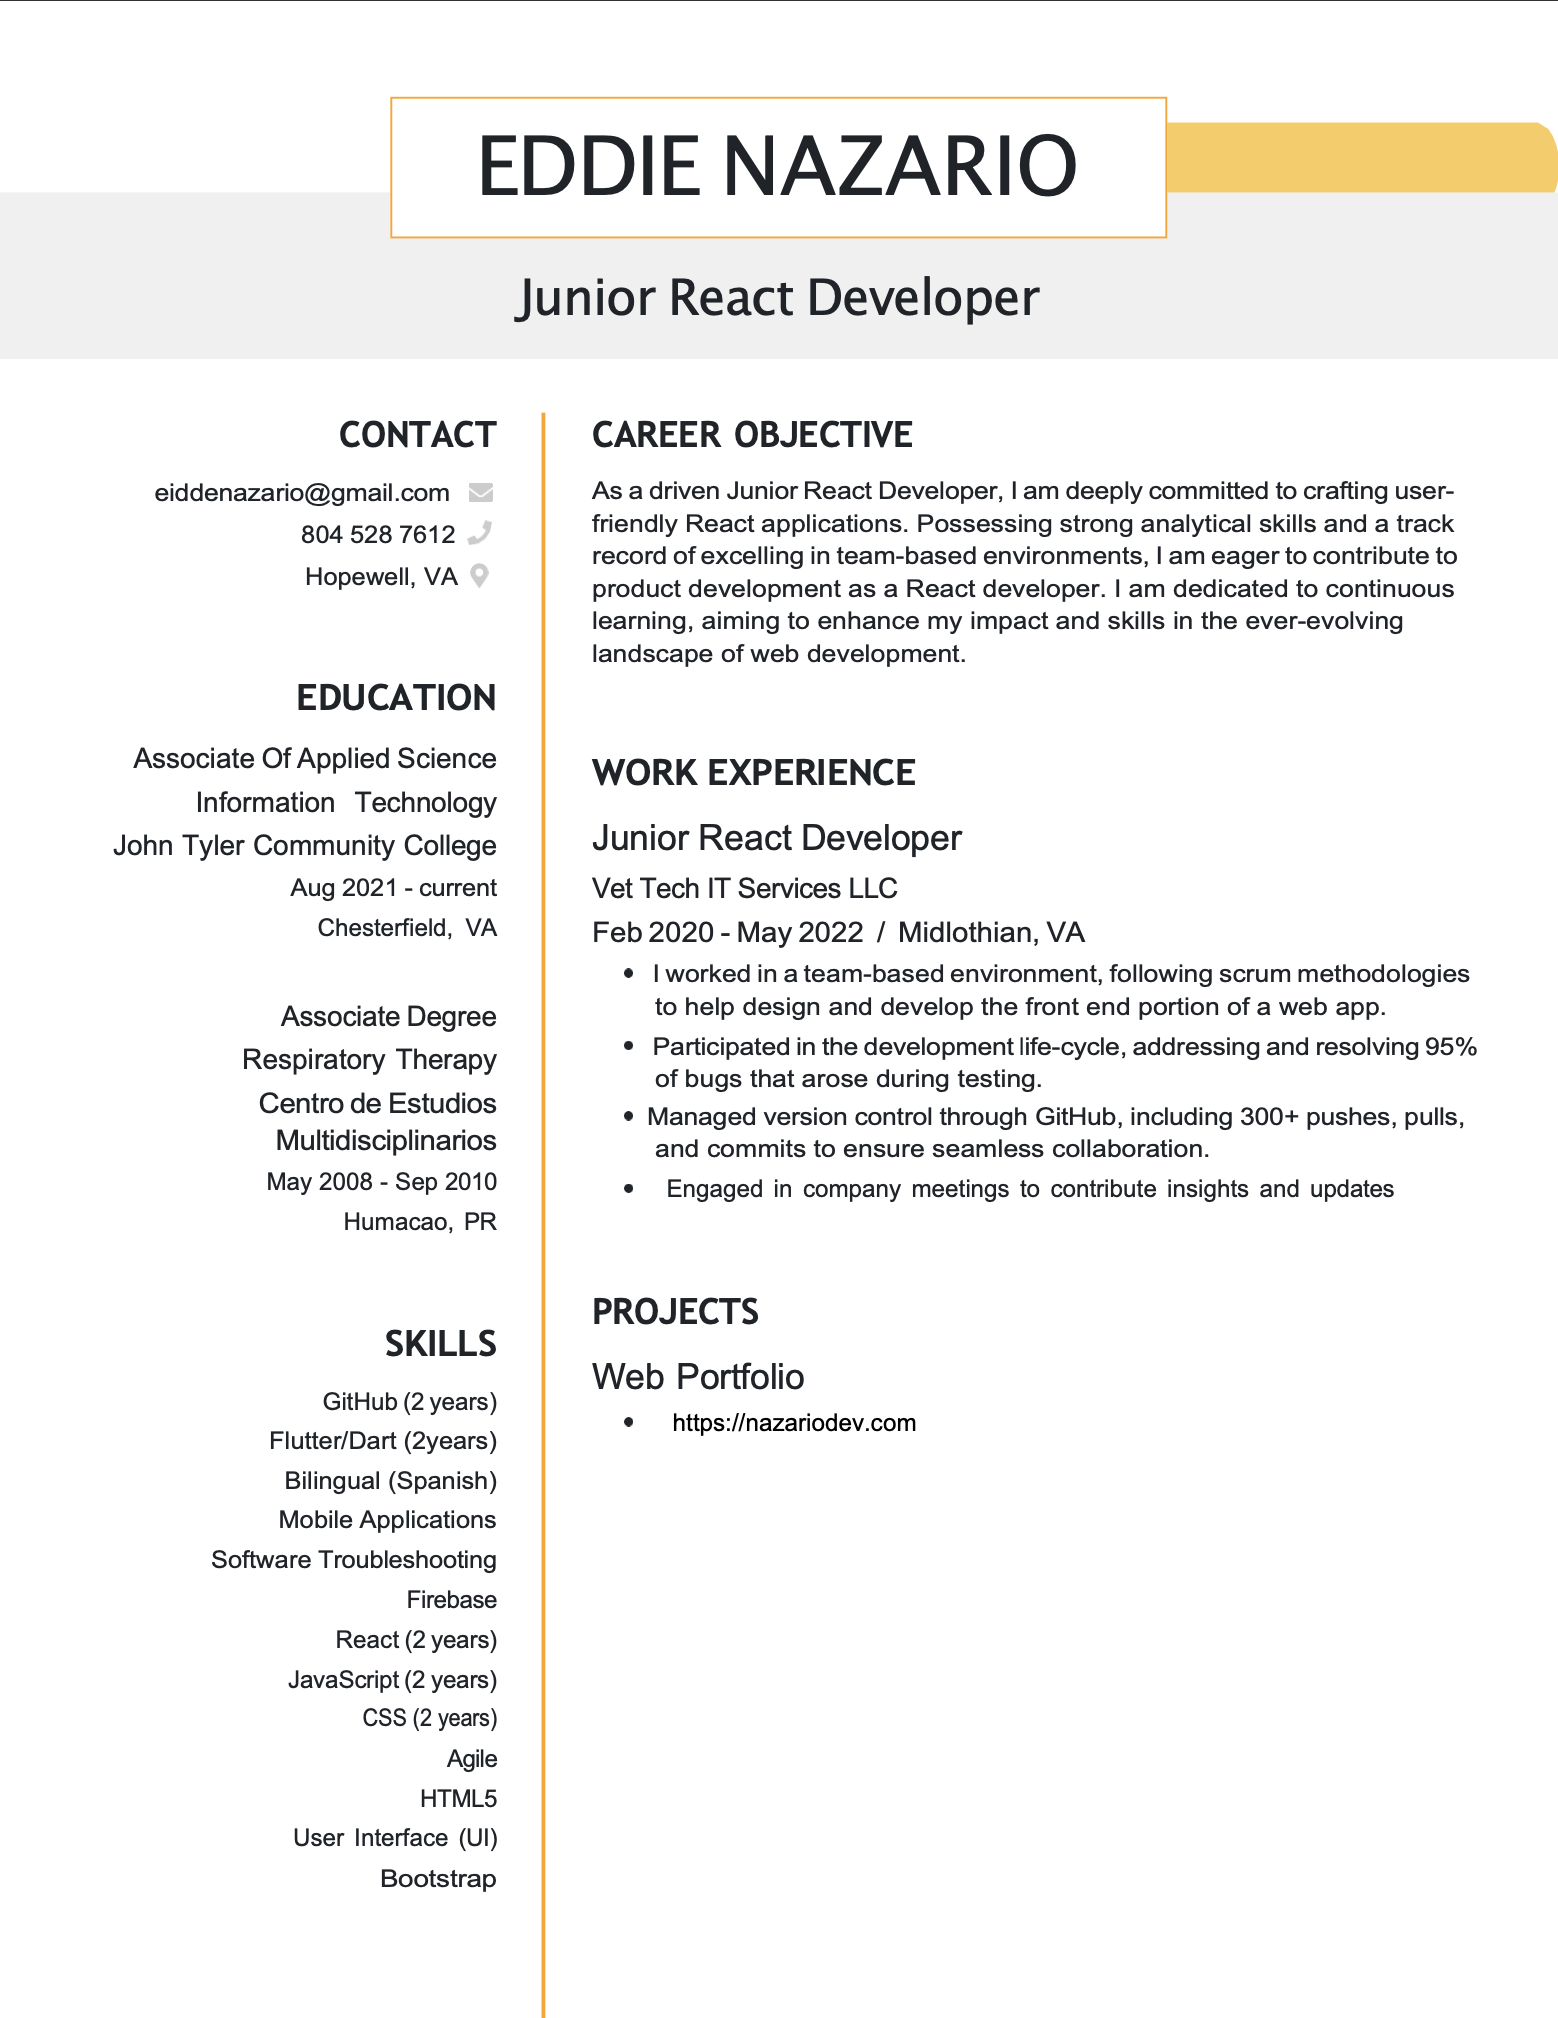 EDDIE NAZARIO
Junior React Developer
CONTACT
eiddenazario@gmail.com
804 528 7612
Hopewell, VA
EDUCATION
Associate Of Applied Science
Information Technology
John Tyler Community College
Aug 2021 - current
Chesterfield, VA
Associate Degree
Respiratory Therapy
Centro de Estudios
Multidisciplinarios
May 2008 - Sep 2010
Humacao, PR
SKILLS
GitHub (2 years)
Flutter/Dart (2years)
Bilingual (Spanish)
Mobile Applications
Software Troubleshooting
Firebase
React (2 years)
JavaScript (2 years)
CSS (2 years)
Agile
HTML5
User Interface (UI)
Bootstrap
CAREER OBJECTIVE
As a driven Junior React Developer, I am deeply committed to crafting user-
friendly React applications. Possessing strong analytical skills and a track
record of excelling in team-based environments, I am eager to contribute to
product development as a React developer. I am dedicated to continuous
learning, aiming to enhance my impact and skills in the ever-evolving
landscape of web development.
WORK EXPERIENCE
Junior React Developer
Vet Tech IT Services LLC
Feb 2020 - May 2022 / Midlothian, VA
• I worked in a team-based environment, following scrum methodologies
to help design and develop the front end portion of a web app.
• Participated in the development life-cycle, addressing and resolving 95%
of bugs that arose during testing.
• Managed version control through GitHub, including 300+ pushes, pulls,
and commits to ensure seamless collaboration.
• Engaged in company meetings to contribute insights and updates
PROJECTS
Web Portfolio
• https://nazariodev.com